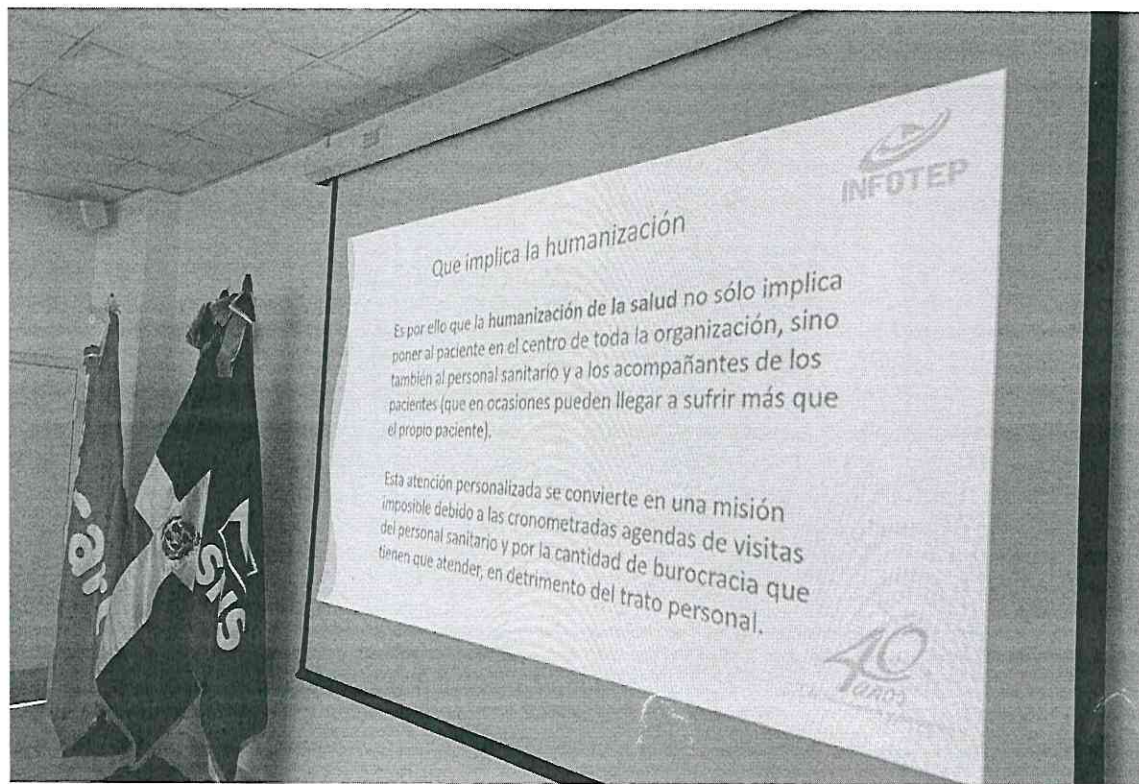 INFOTEP
Que implica la humanización
Es por ello que la humanización de la salud no sólo implica
poner al paciente en el centro de toda la organización, sino
también al personal sanitario y a los acompañantes de los
pacientes (que en ocasiones pueden llegar a sufrir más que
el propio paciente).
Esta atención personalizada se convierte en una misión
imposible debido a las cronometradas agendas de visitas
del personal sanitario y por la cantidad de burocracia que
tienen que atender, en detrimento del trato personal.
40
años
SNS